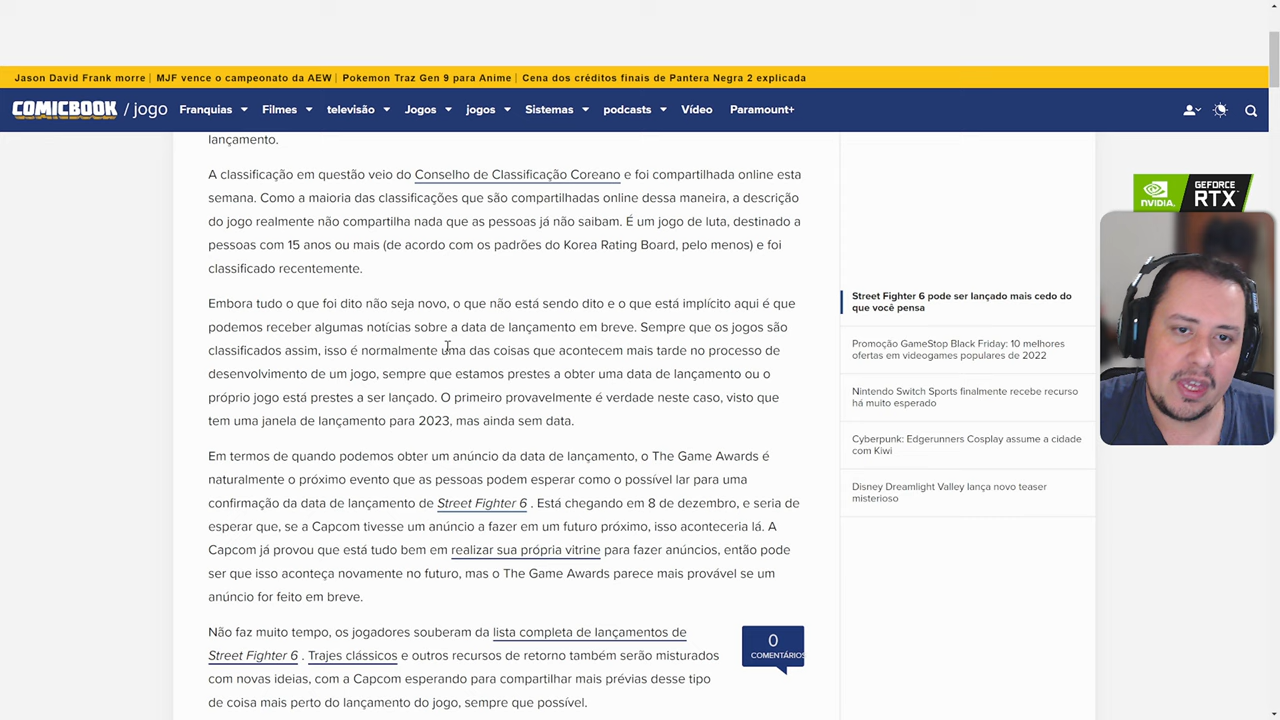 Jason David Frank morre | MJF vence o campeonato da AEW | Pokemon Traz Gen 9 para Anime | Cena dos créditos finais de Pantera Negra 2 explicada
COMICBOOK / jogo Franquias Filmes televisão Jogos jogos Sistemas podcasts Vídeo Paramount+
lançamento.
A classificação em questão veio do Conselho de Classificação Coreano e foi compartilhada online esta
semana. Como a maioria das classificações que são compartilhadas online dessa maneira, a descrição
do jogo realmente não compartilha nada que as pessoas já não saibam. É um jogo de luta, destinado a
pessoas com 15 anos ou mais (de acordo com os padrões do Korea Rating Board, pelo menos) e foi
classificado recentemente.
Embora tudo o que foi dito não seja novo, o que não está sendo dito e o que está implícito aqui é que
podemos receber algumas notícias sobre a data de lançamento em breve. Sempre que os jogos são
classificados assim, isso é normalmente uma das coisas que acontecem mais tarde no processo de
desenvolvimento de um jogo, sempre que estamos prestes a obter uma data de lançamento ou o
próprio jogo está prestes a ser lançado. O primeiro provavelmente é verdade neste caso, visto que
tem uma janela de lançamento para 2023, mas ainda sem data.
Em termos de quando podemos obter um anúncio da data de lançamento, o The Game Awards é
naturalmente o próximo evento que as pessoas podem esperar como o possível lar para uma
confirmação da data de lançamento de Street Fighter 6 . Está chegando em 8 de dezembro, e seria de
esperar que, se a Capcom tivesse um anúncio a fazer em um futuro próximo, isso aconteceria lá. A
Capcom já provou que está tudo bem em realizar sua própria vitrine para fazer anúncios, então pode
ser que isso aconteça novamente no futuro, mas o The Game Awards parece mais provável se um
anúncio for feito em breve.
Não faz muito tempo, os jogadores souberam da lista completa de lançamentos de
Street Fighter 6 . Trajes clássicos e outros recursos de retorno também serão misturados
com novas ideias, com a Capcom esperando para compartilhar mais prévias desse tipo
de coisa mais perto do lançamento do jogo, sempre que possível.
0
COMENTÁRIOS
Street Fighter 6 pode ser lançado mais cedo do
que você pensa
Promoção GameStop Black Friday: 10 melhores
ofertas em videogames populares de 2022
Nintendo Switch Sports finalmente recebe recurso
há muito esperado
Cyberpunk: Edgerunners Cosplay assume a cidade
com Kiwi
Disney Dreamlight Valley lança novo teaser
misterioso
NVIDIA.
GEFORCE
RTX